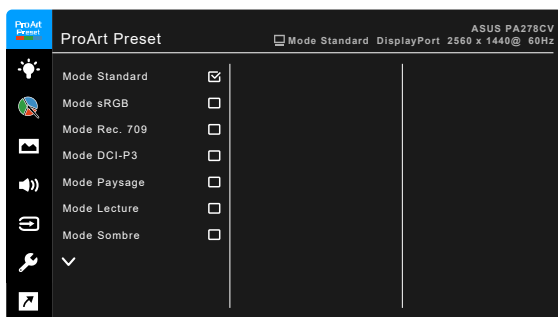 ProArt
Preset
ProArt Preset
ASUS PA278CV
Mode Standard DisplayPort 2560 x 1440@ 60Hz
Mode Standard
Mode sRGB
Mode Rec. 709
Mode DCI-P3
Mode Paysage
Mode Lecture
Mode Sombre